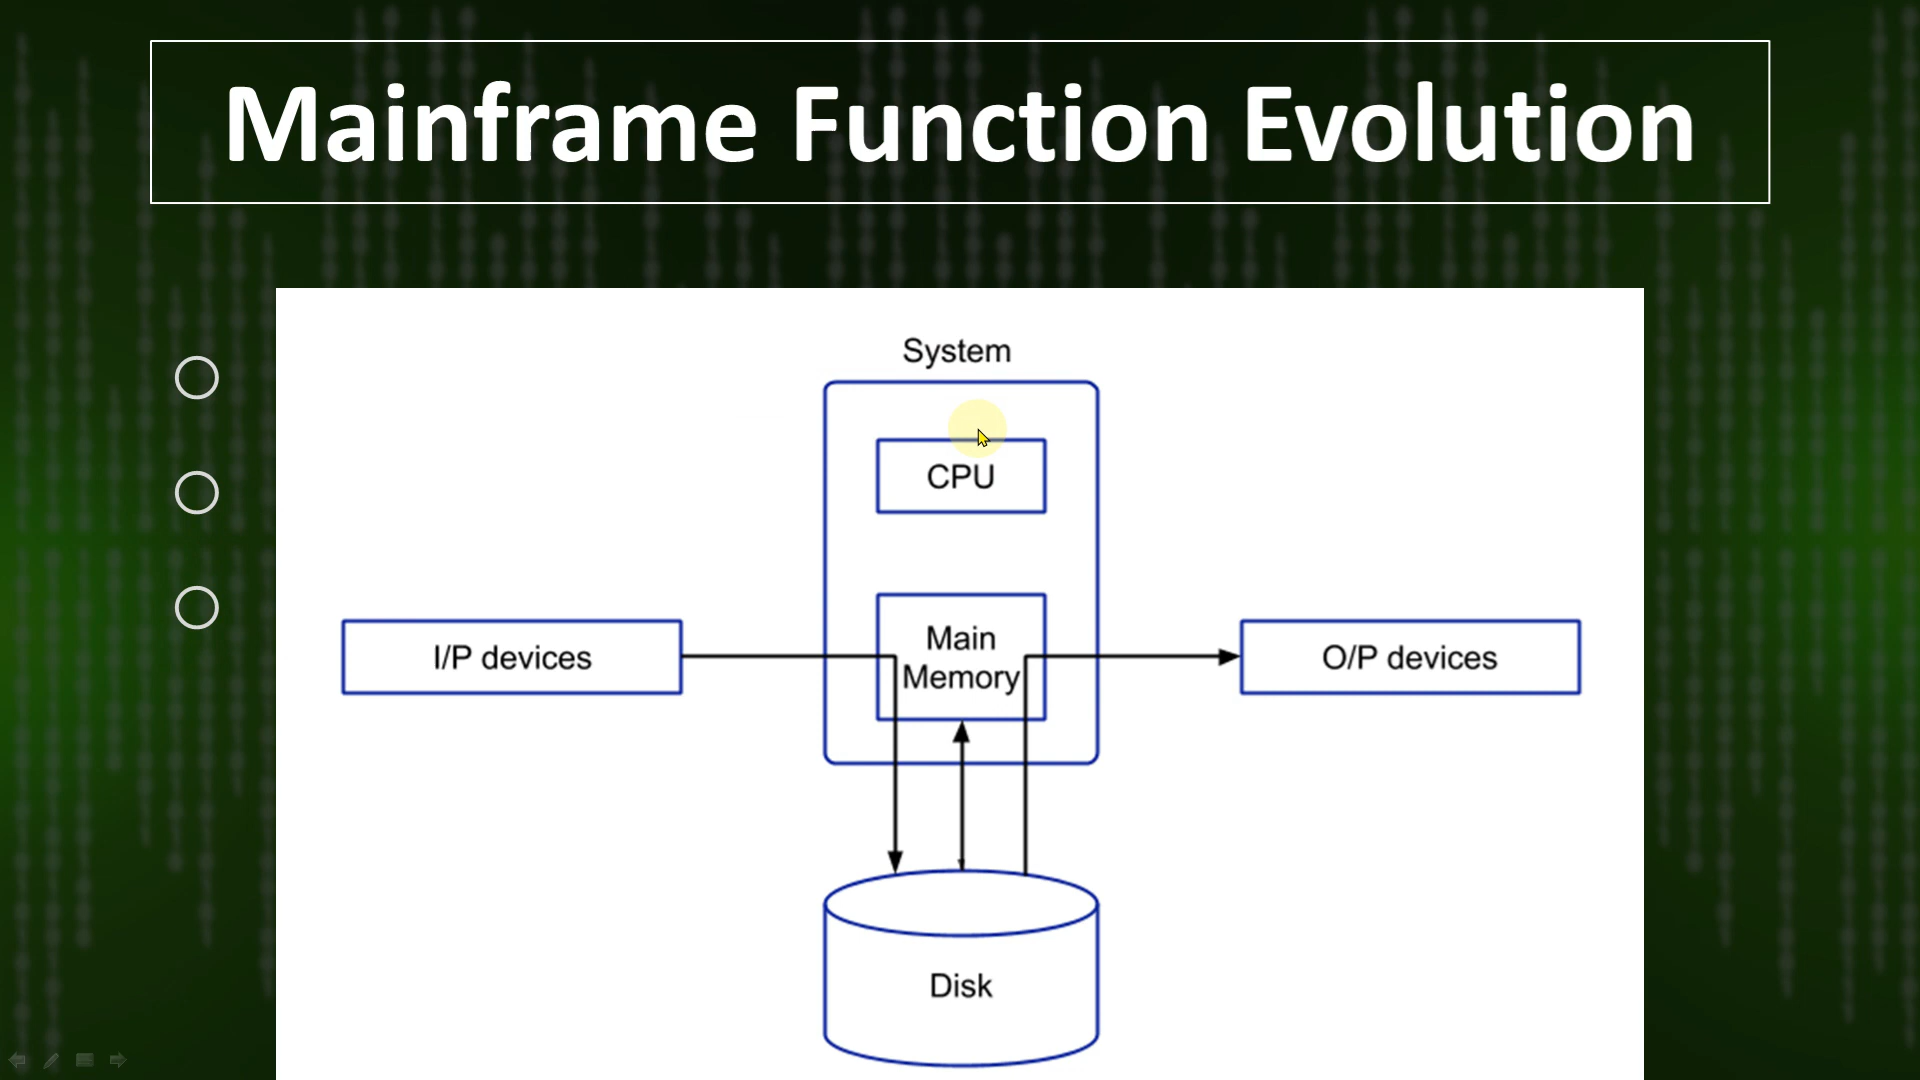 Mainframe Function Evolution
System
CPU
Main
Memory
I/P devices
O/P devices
Disk